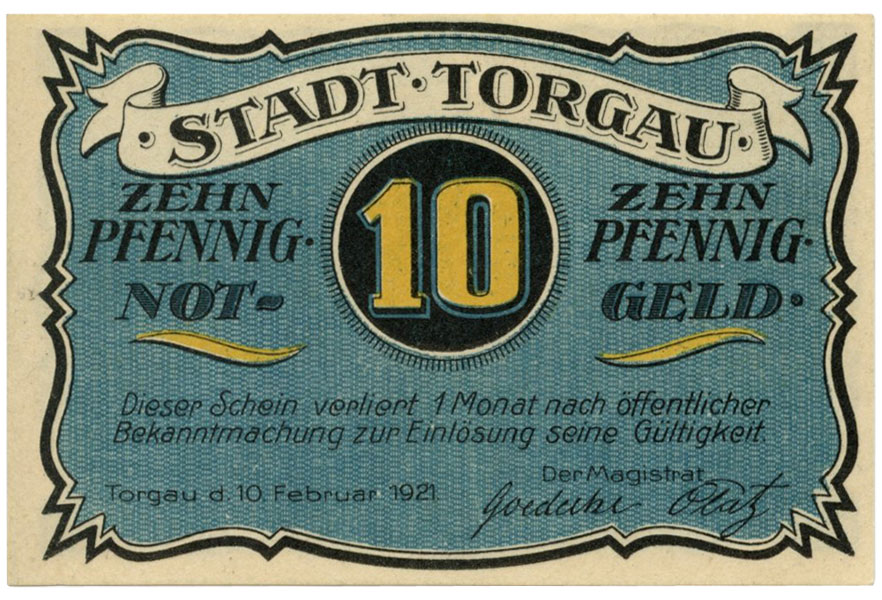 STADT · TORGAU ·
ZEHN
PFENNIG ·
NOT-
10
ZEHN
PFENNIG ·
GELD ·
Dieser Schein verliert 1 Monat nach öffentlicher
Bekanntmachung zur Einlösung seine Gültigkeit.
Der Magistrat
Torgau d. 10. Februar 1921.